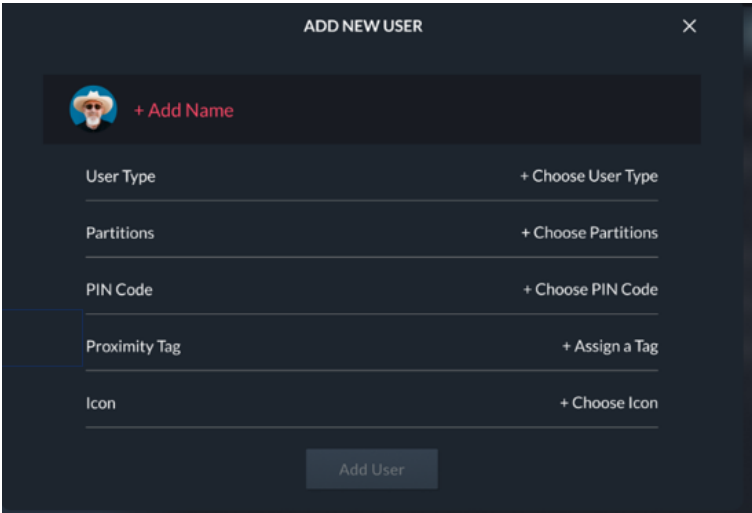 ADD NEW USER
+ Add Name
User Type + Choose User Type
Partitions + Choose Partitions
PIN Code + Choose PIN Code
Proximity Tag + Assign a Tag
Icon + Choose Icon
Add User